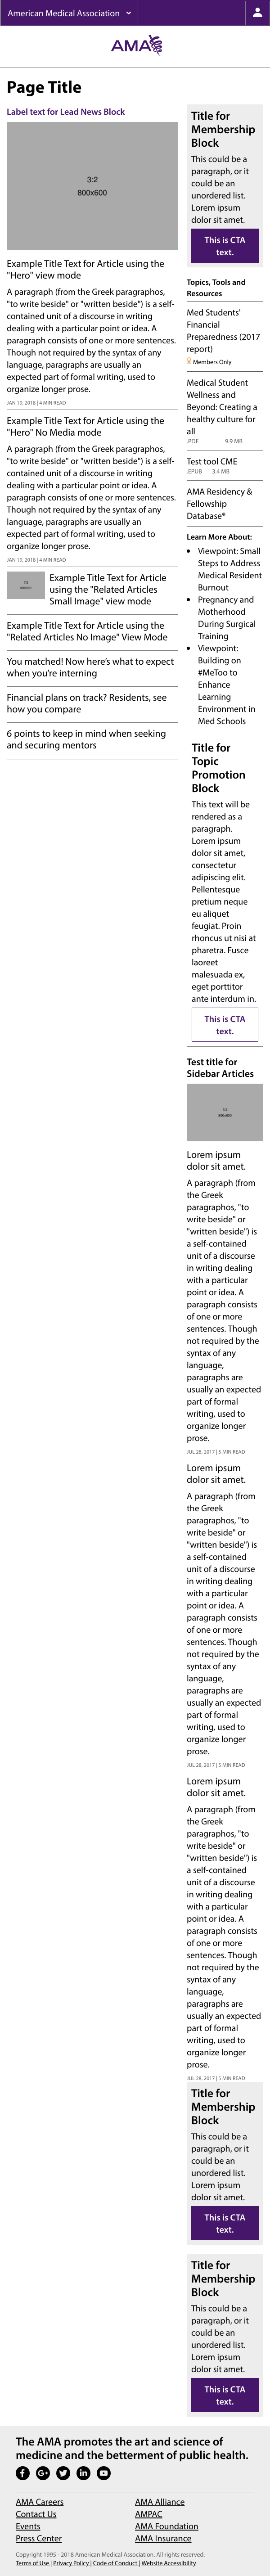 American Medical Association
AMA
Page Title
Label text for Lead News Block
3:2
800x600
Example Title Text for Article using the
"Hero" view mode
A paragraph (from the Greek paragraphos,
"to write beside" or "written beside") is a self-
contained unit of a discourse in writing
dealing with a particular point or idea. A
paragraph consists of one or more sentences.
Though not required by the syntax of any
language, paragraphs are usually an
expected part of formal writing, used to
organize longer prose.
JAN 19, 2018 | 4 MIN READ
Example Title Text for Article using the
"Hero" No Media mode
A paragraph (from the Greek paragraphos,
"to write beside" or "written beside") is a self-
contained unit of a discourse in writing
dealing with a particular point or idea. A
paragraph consists of one or more sentences.
Though not required by the syntax of any
language, paragraphs are usually an
expected part of formal writing, used to
organize longer prose.
JAN 19, 2018 | 4 MIN READ
Example Title Text for Article
using the "Related Articles
Small Image" view mode
Example Title Text for Article using the
"Related Articles No Image" View Mode
You matched! Now here's what to expect
when you're interning
Financial plans on track? Residents, see
how you compare
6 points to keep in mind when seeking
and securing mentors
Title for
Membership
Block
This could be a
paragraph, or it
could be an
unordered list.
Lorem ipsum
dolor sit amet.
This is CTA
text.
Topics, Tools and
Resources
Med Students'
Financial
Preparedness (2017
report)
Members Only
Medical Student
Wellness and
Beyond: Creating a
healthy culture for
all
.PDF 9.9 MB
Test tool CME
.EPUB 3.4 MB
AMA Residency &
Fellowship
Database®
Learn More About:
Viewpoint: Small
Steps to Address
Medical Resident
Burnout
Pregnancy and
Motherhood
During Surgical
Training
Viewpoint:
Building on
#MeToo to
Enhance
Learning
Environment in
Med Schools
Title for
Topic
Promotion
Block
This text will be
rendered as a
paragraph.
Lorem ipsum
dolor sit amet,
consectetur
adipiscing elit.
Pellentesque
pretium neque
eu aliquet
feugiat. Proin
rhoncus ut nisi at
pharetra. Fusce
laoreet
malesuada ex,
eget porttitor
ante interdum in.
This is CTA
text.
Test title for
Sidebar Articles
Lorem ipsum
dolor sit amet.
A paragraph (from
the Greek
paragraphos, "to
write beside" or
"written beside") is
a self-contained
unit of a discourse
in writing dealing
with a particular
point or idea. A
paragraph consists
of one or more
sentences. Though
not required by the
syntax of any
language,
paragraphs are
usually an expected
part of formal
writing, used to
organize longer
prose.
JUL 28, 2017 | 5 MIN READ
Lorem ipsum
dolor sit amet.
A paragraph (from
the Greek
paragraphos, "to
write beside" or
"written beside") is
a self-contained
unit of a discourse
in writing dealing
with a particular
point or idea. A
paragraph consists
of one or more
sentences. Though
not required by the
syntax of any
language,
paragraphs are
usually an expected
part of formal
writing, used to
organize longer
prose.
JUL 28, 2017 | 5 MIN READ
Lorem ipsum
dolor sit amet.
A paragraph (from
the Greek
paragraphos, "to
write beside" or
"written beside") is
a self-contained
unit of a discourse
in writing dealing
with a particular
point or idea. A
paragraph consists
of one or more
sentences. Though
not required by the
syntax of any
language,
paragraphs are
usually an expected
part of formal
writing, used to
organize longer
prose.
JUL 28, 2017 | 5 MIN READ
Title for
Membership
Block
This could be a
paragraph, or it
could be an
unordered list.
Lorem ipsum
dolor sit amet.
This is CTA
text.
Title for
Membership
Block
This could be a
paragraph, or it
could be an
unordered list.
Lorem ipsum
dolor sit amet.
This is CTA
text.
The AMA promotes the art and science of
medicine and the betterment of public health.
AMA Careers
Contact Us
Events
Press Center
AMA Alliance
AMPAC
AMA Foundation
AMA Insurance
Copyright 1995 - 2018 American Medical Association. All rights reserved.
Terms of Use | Privacy Policy | Code of Conduct | Website Accessibility